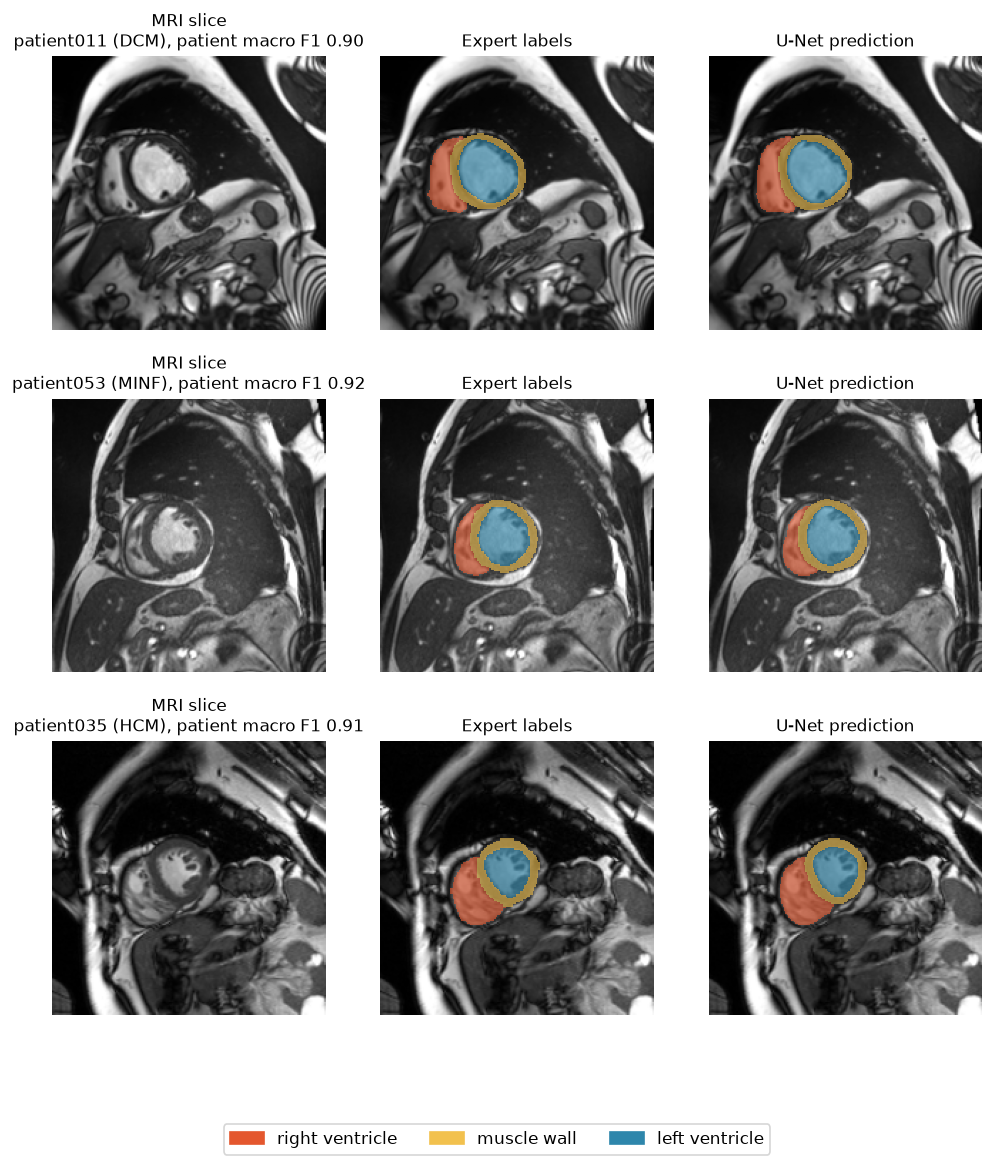 MRI slice
patient011 (DCM), patient macro F1 0.90
Expert labels
U-Net prediction
MRI slice
patient053 (MINF), patient macro F1 0.92
Expert labels
U-Net prediction
MRI slice
patient035 (HCM), patient macro F1 0.91
Expert labels
U-Net prediction
right ventricle
muscle wall
left ventricle